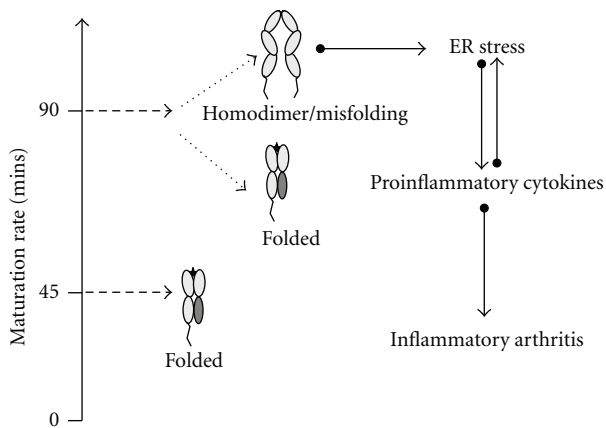 ER stress
Homodimer/misfolding
90
Proinflammatory cytokines
Folded
45
Inflammatory arthritis
Folded
0
Maturation rate (mins)